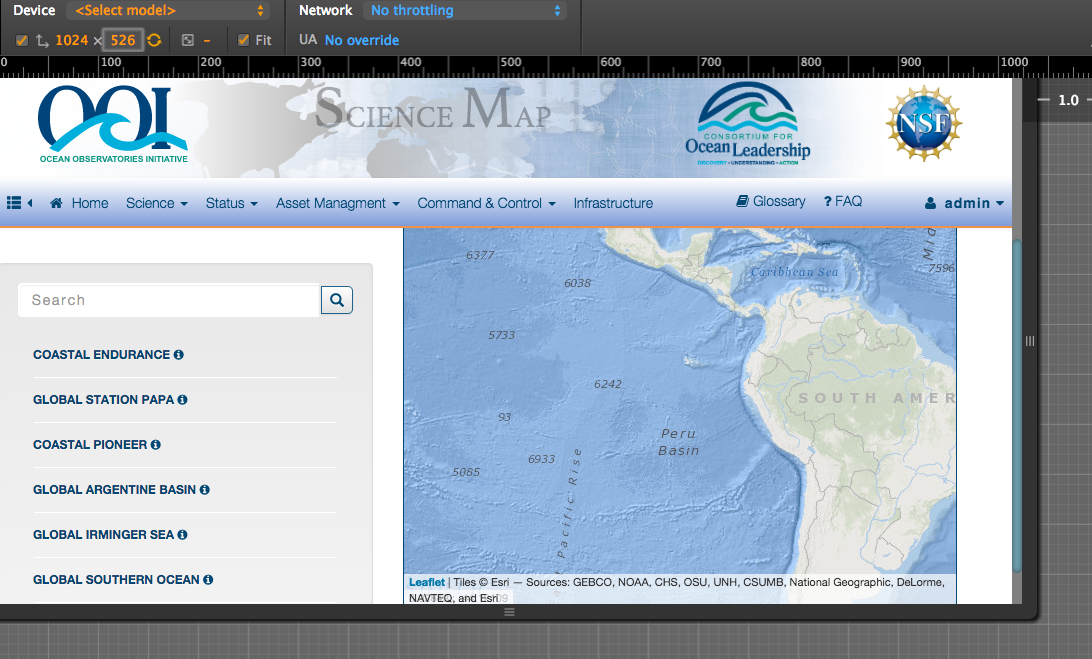 Device <Select model> Network No throttling
1024 × 526 – Fit UA No override
0 100 200 300 400 500 600 700 800 900 1000
1.0
OOI
OCEAN OBSERVATORIES INITIATIVE
SCIENCE MAP
CONSORTIUM FOR
Ocean Leadership
DISCOVERY • UNDERSTANDING • ACTION
NSF
Home Science Status Asset Managment Command & Control Infrastructure Glossary ? FAQ admin
Search
COASTAL ENDURANCE
GLOBAL STATION PAPA
COASTAL PIONEER
GLOBAL ARGENTINE BASIN
GLOBAL IRMINGER SEA
GLOBAL SOUTHERN OCEAN
6377
Mid
Caribbean Sea
7596
6038
5733
6242
SOUTH AMER
93
Peru
Basin
6933
5085
Pacific Rise
Leaflet | Tiles © Esri — Sources: GEBCO, NOAA, CHS, OSU, UNH, CSUMB, National Geographic, DeLorme,
NAVTEQ, and Esri